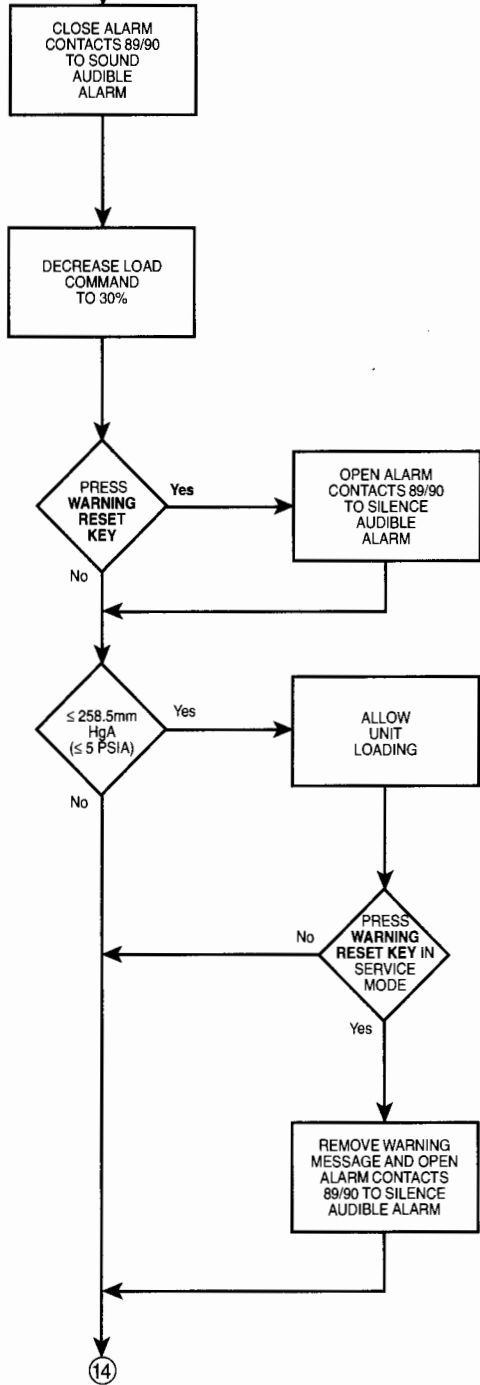 CLOSE ALARM
CONTACTS 89/90
TO SOUND
AUDIBLE
ALARM
DECREASE LOAD
COMMAND
TO 30%
PRESS
WARNING
RESET
KEY
Yes
No
OPEN ALARM
CONTACTS 89/90
TO SILENCE
AUDIBLE
ALARM
≤ 258.5mm
HgA
(≤ 5 PSIA)
Yes
No
ALLOW
UNIT
LOADING
PRESS
WARNING
RESET KEY IN
SERVICE
MODE
No
Yes
REMOVE WARNING
MESSAGE AND OPEN
ALARM CONTACTS
89/90 TO SILENCE
AUDIBLE ALARM
14